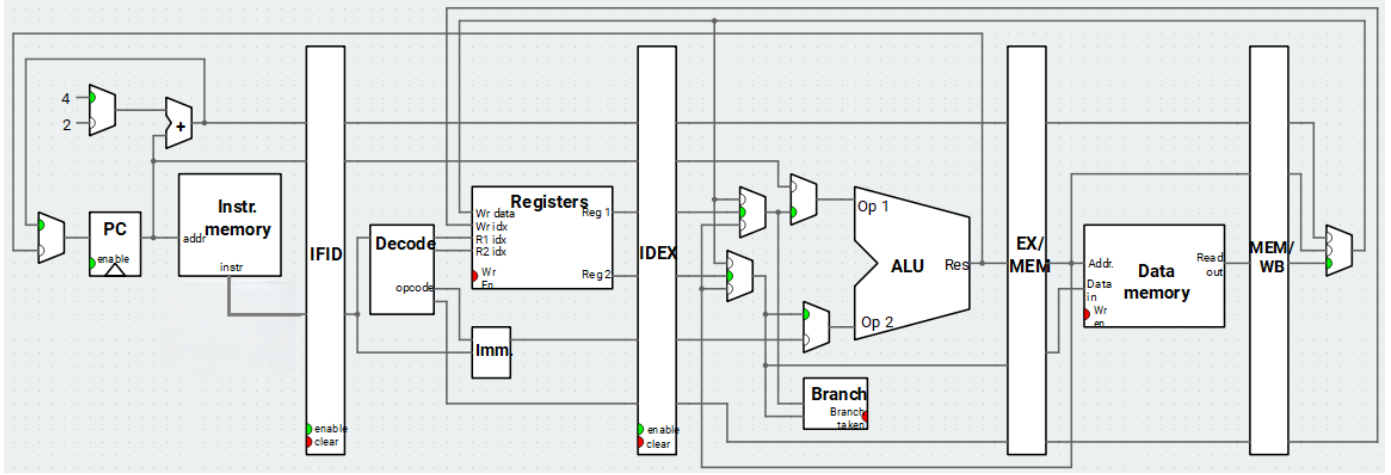 4
2
+
PC
enable
Instr.
memory
addr
instr
IFID
enable
clear
Decode
opcode
Registers
Wr data
Wr idx
R1 idx
R2 idx
Wr
En
Reg 1
Reg 2
Imm.
IDEX
enable
clear
Op 1
ALU
Res
Op 2
Branch
Branch
taken
EX/
MEM
Addr.
Data
in
Wr
en
Data
memory
Read
out
MEM/
WB